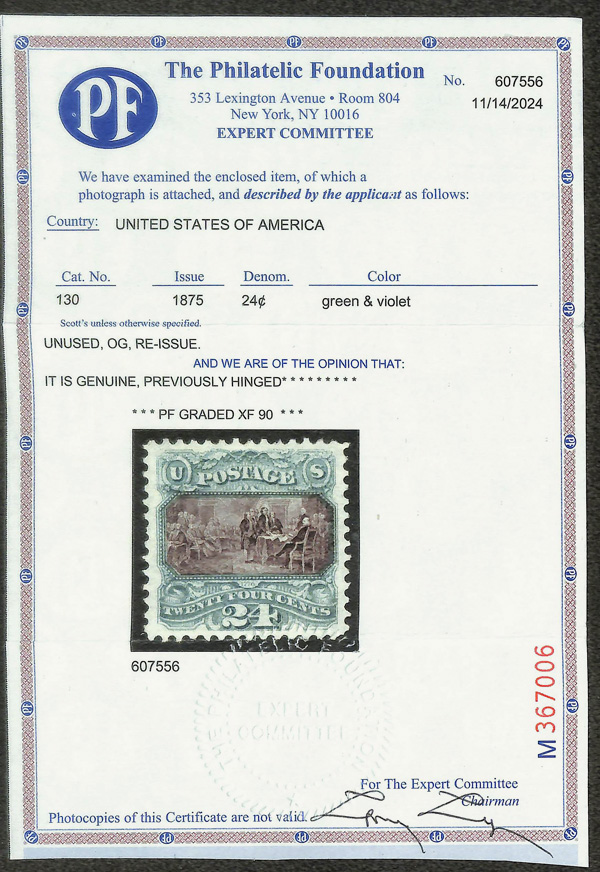 PF
The Philatelic Foundation
353 Lexington Avenue • Room 804
New York, NY 10016
EXPERT COMMITTEE
No. 607556
11/14/2024
We have examined the enclosed item, of which a
photograph is attached, and described by the applicant as follows:
Country: UNITED STATES OF AMERICA
Cat. No. Issue Denom. Color
130 1875 24¢ green & violet
Scott's unless otherwise specified.
UNUSED, OG, RE-ISSUE.
AND WE ARE OF THE OPINION THAT:
IT IS GENUINE, PREVIOUSLY HINGED* * * * * * * * *
* * * PF GRADED XF 90 * * *
U POSTAGE S
TWENTY FOUR CENTS
24
607556
THE PHILATELIC FOUNDATION
EXPERT
COMMITTEE
M 367006
For The Expert Committee
Chairman
Photocopies of this Certificate are not valid.